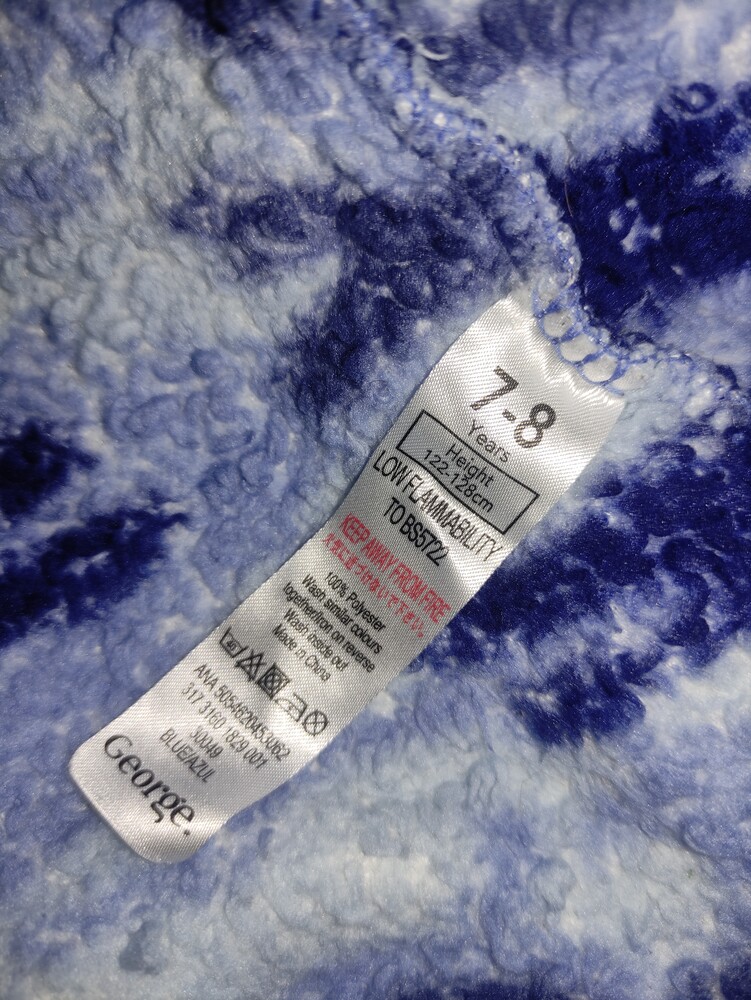 7-8
Years
Height
122-128cm
LOW FLAMMABILITY
TO BS5722
KEEP AWAY FROM FIRE
100% Polyester
Wash similar colours
together/Iron on reverse
Wash inside out
Made in China
ANA 5054620453062
317 3160 1829 001
30049
BLUE/AZUL
George.